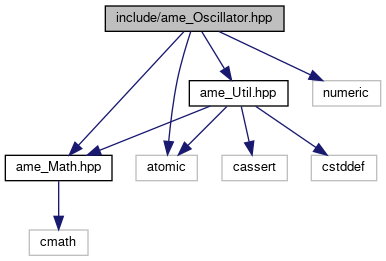 include/ame_Oscillator.hpp
ame_Util.hpp
numeric
ame_Math.hpp
atomic
cassert
cstddef
cmath